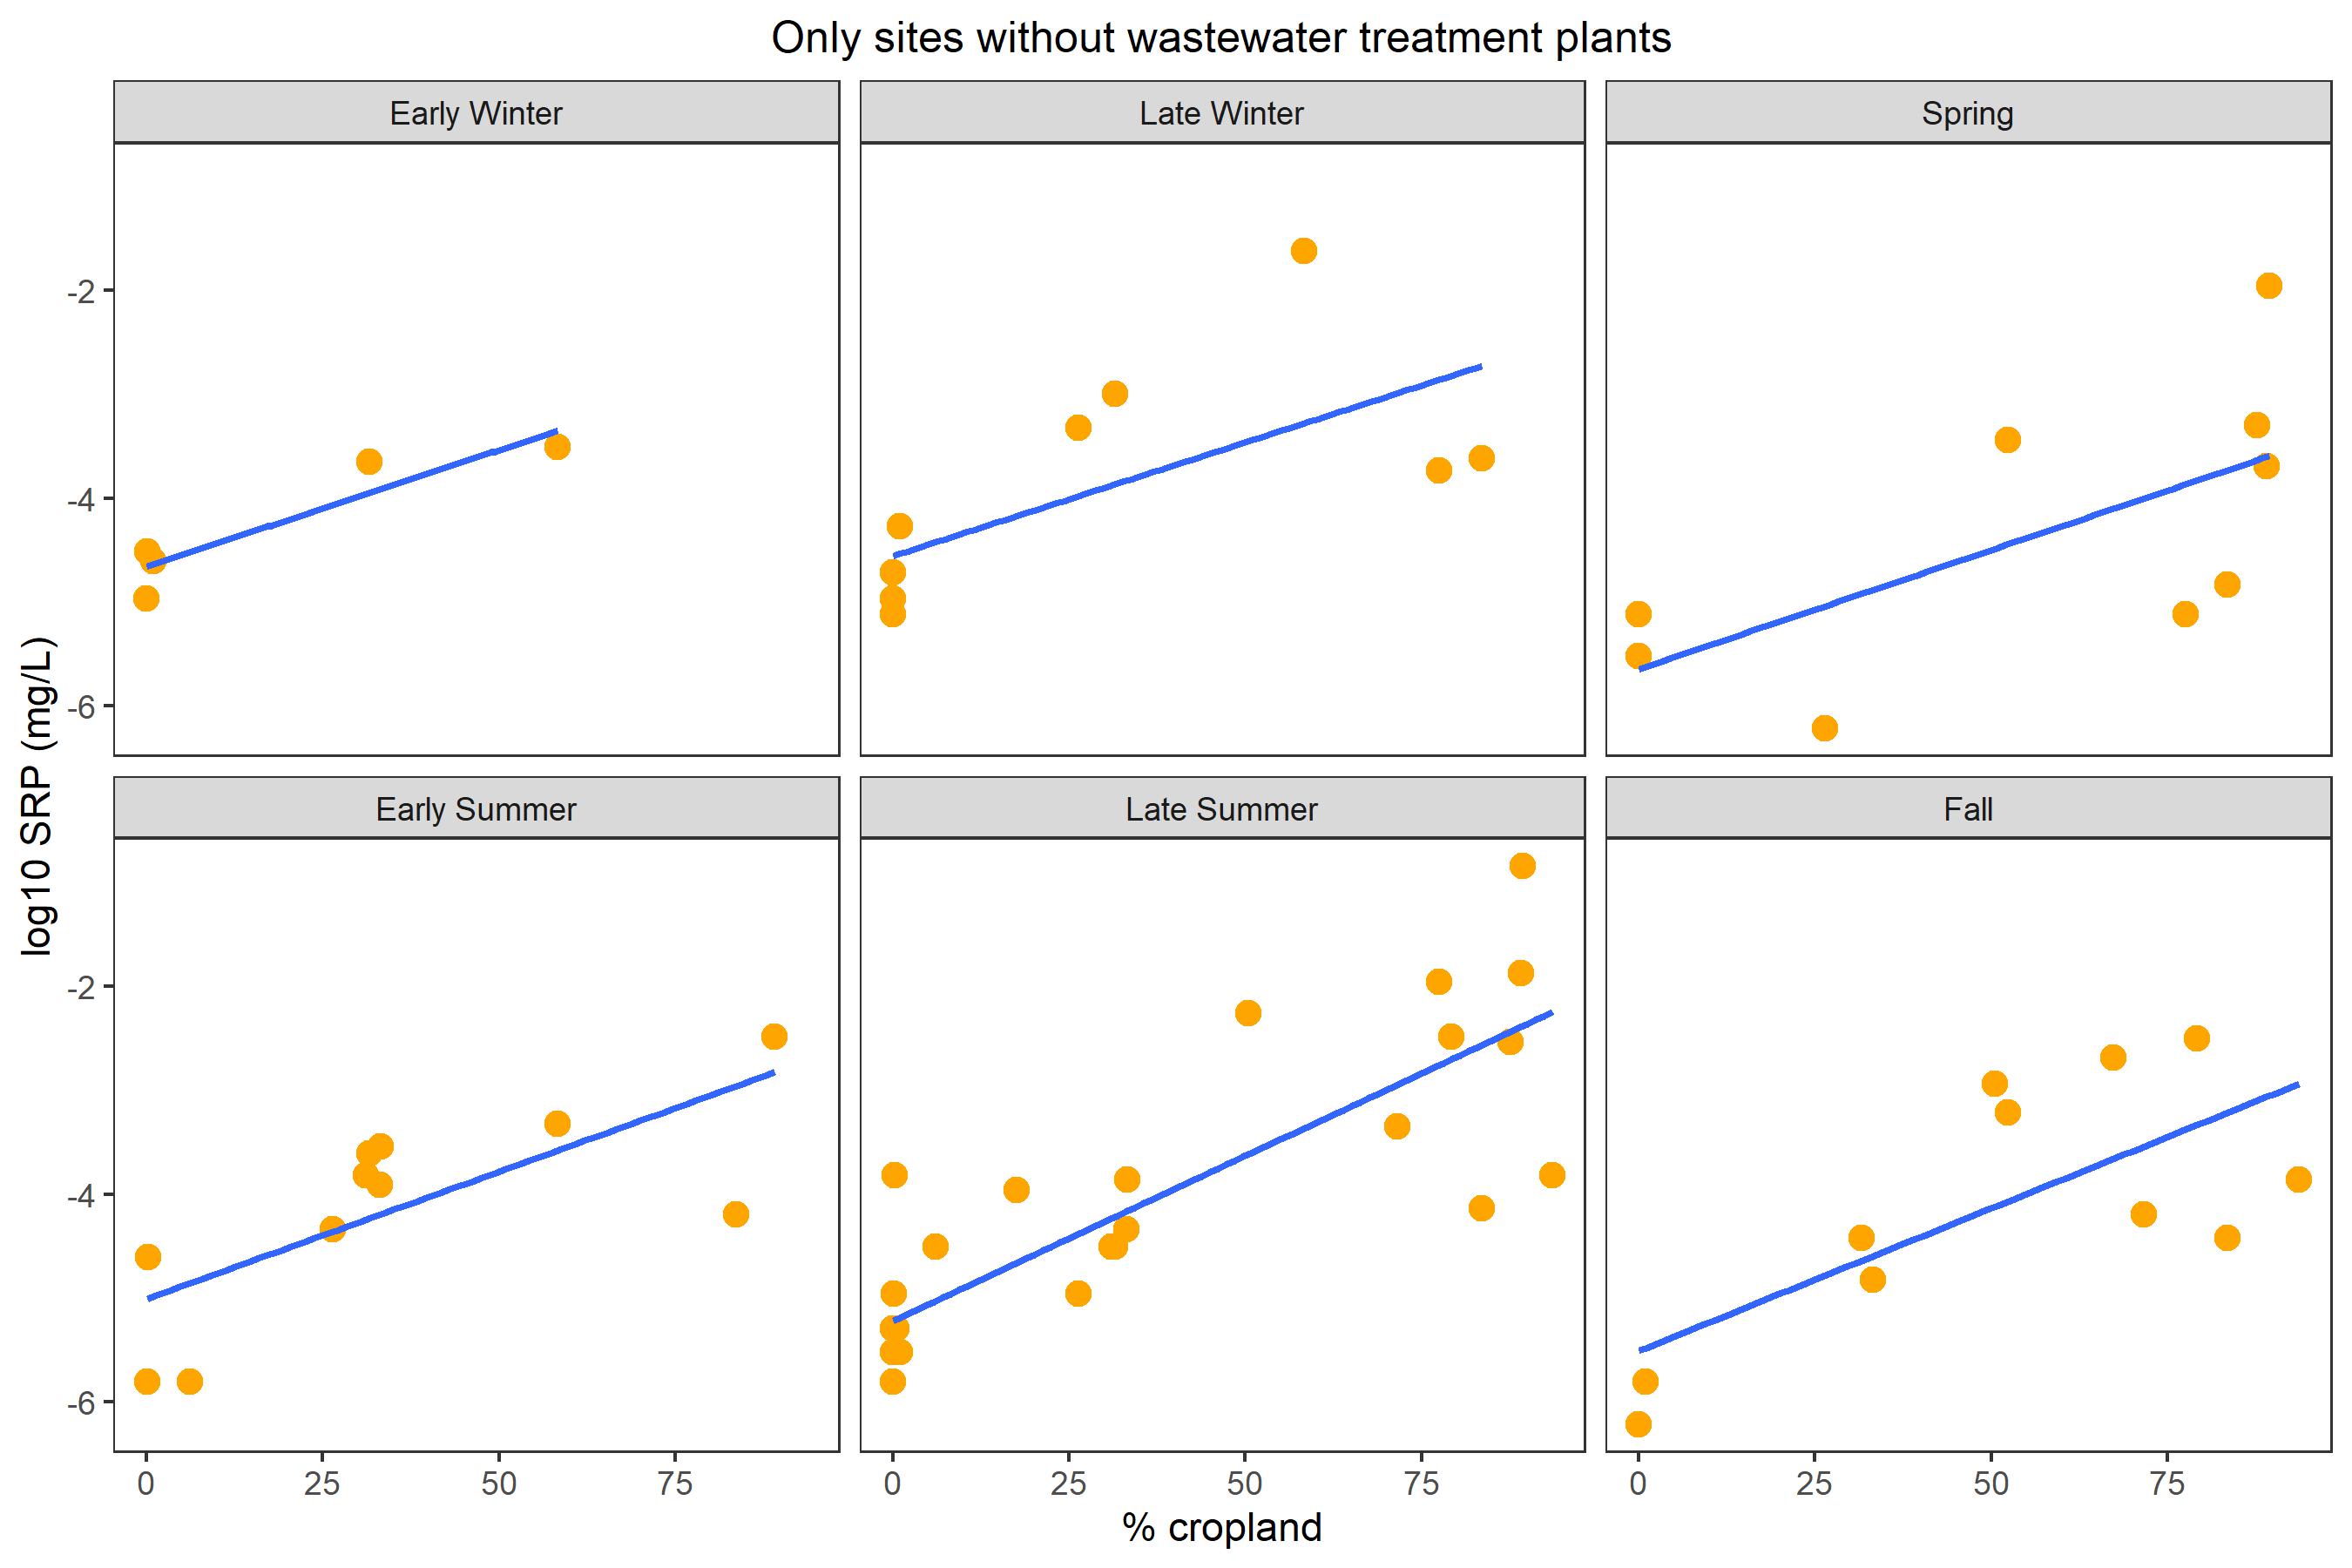 Only sites without wastewater treatment plants
Early Winter
Late Winter
Spring
-2
-4
-6
log10 SRP (mg/L)
Early Summer
Late Summer
Fall
-2
-4
-6
0 25 50 75
0 25 50 75
0 25 50 75
% cropland